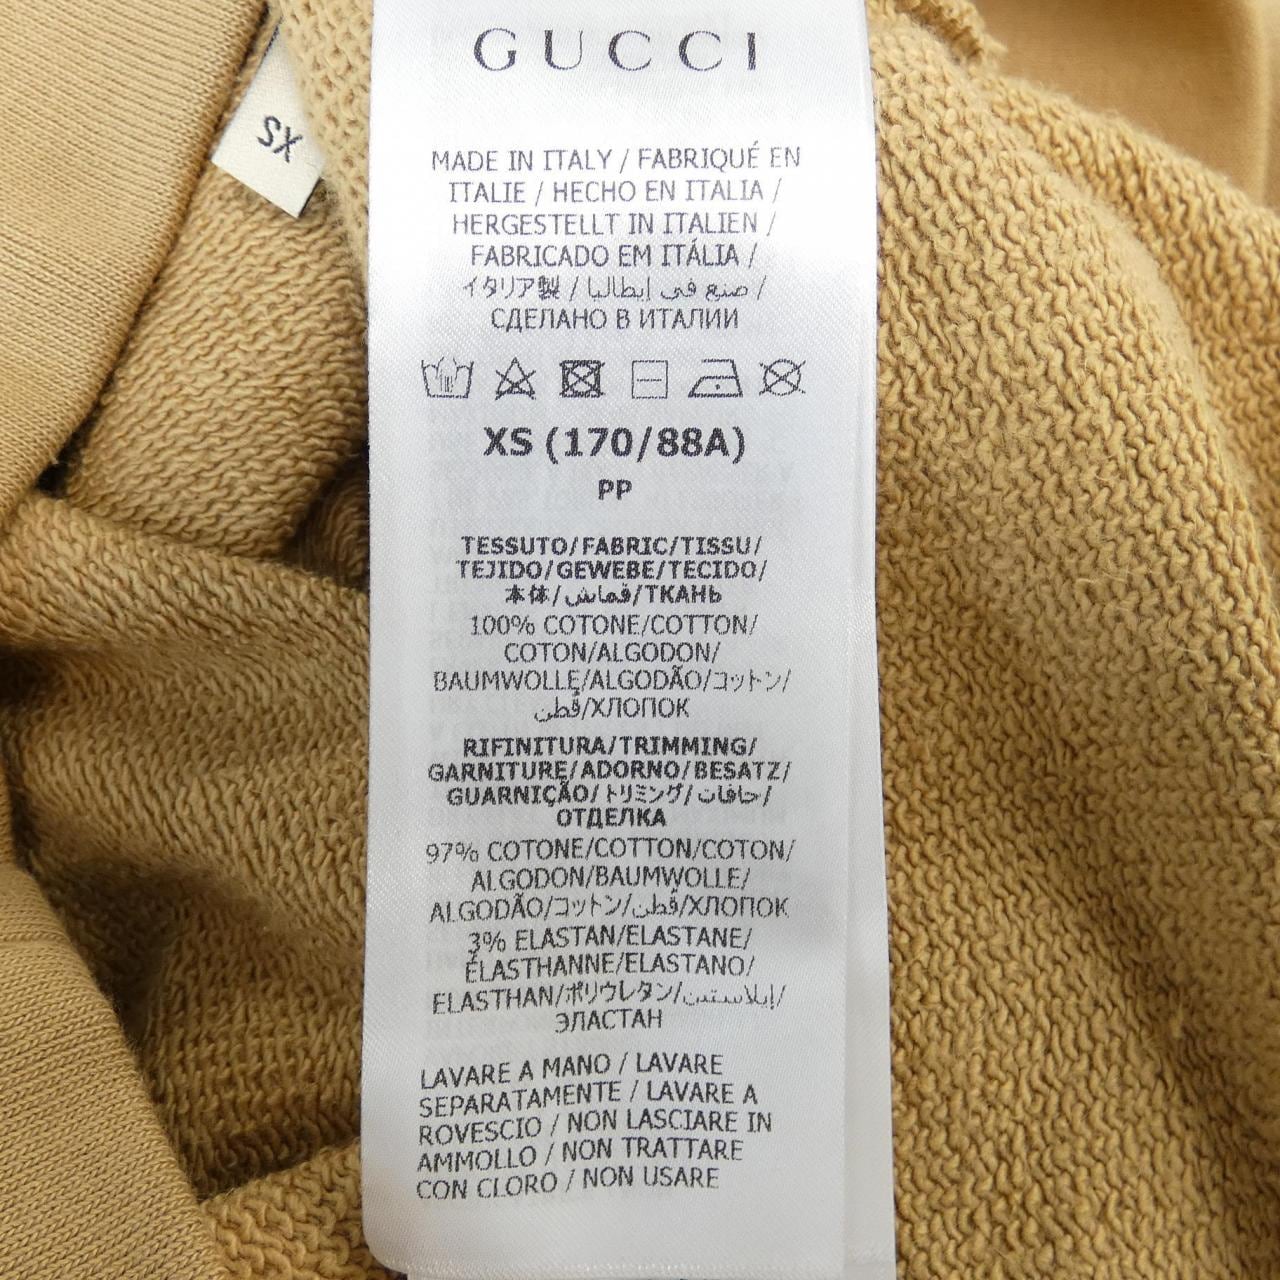 GUCCI
XS
MADE IN ITALY / FABRIQUÉ EN
ITALIE / HECHO EN ITALIA /
HERGESTELLT IN ITALIEN /
FABRICADO EM ITÁLIA /
イタリア製 / صنع في إيطاليا /
СДЕЛАНО В ИТАЛИИ
XS (170/88A)
PP
TESSUTO/FABRIC/TISSU/
TEJIDO/GEWEBE/TECIDO/
本体/قماش/ТКАНЬ
100% COTONE/COTTON/
COTON/ALGODON/
BAUMWOLLE/ALGODÃO/コットン/
قُطن/ХЛОПОК
RIFINITURA/TRIMMING/
GARNITURE/ADORNO/BESATZ/
GUARNIÇÃO/トリミング/حافات/
ОТДЕЛКА
97% COTONE/COTTON/COTON/
ALGODON/BAUMWOLLE/
ALGODÃO/コットン/قُطن/ХЛОПОК
3% ELASTAN/ELASTANE/
ÉLASTHANNE/ELASTANO/
ELASTHAN/ポリウレタン/إيلاستين/
ЭЛАСТАН
LAVARE A MANO / LAVARE
SEPARATAMENTE / LAVARE A
ROVESCIO / NON LASCIARE IN
AMMOLLO / NON TRATTARE
CON CLORO / NON USARE